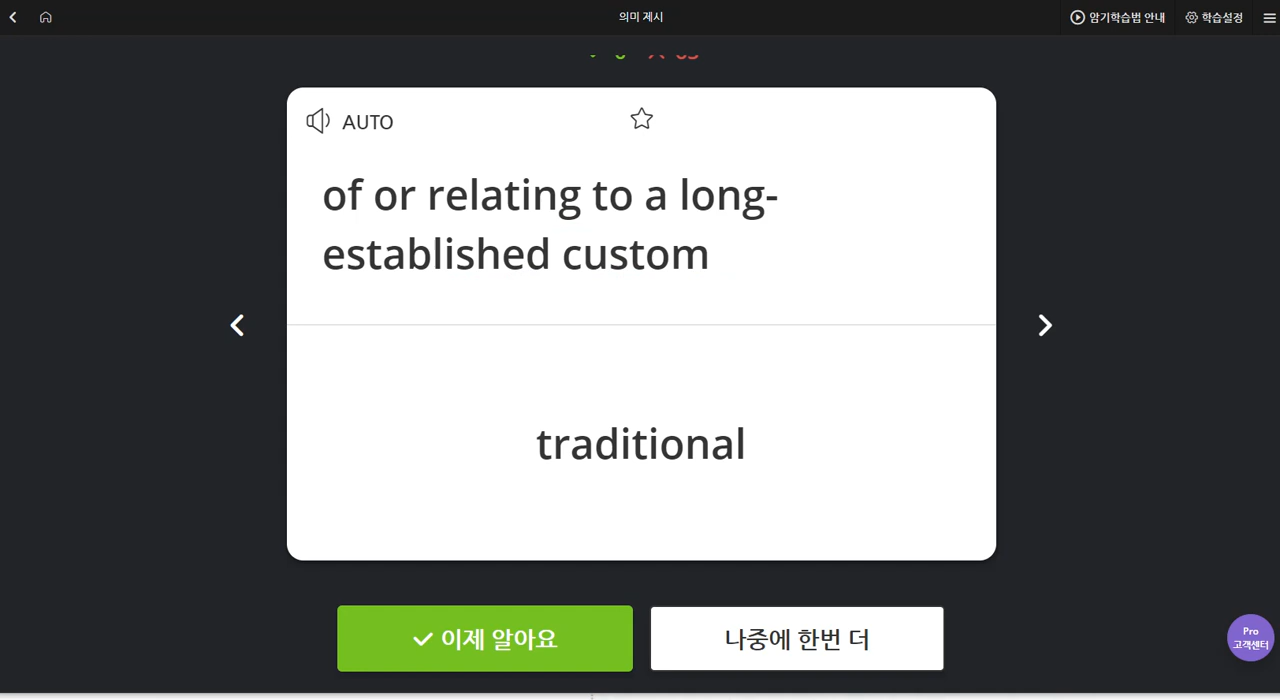 의미 제시
암기학습법 안내
학습설정
AUTO
of or relating to a long-
established custom
traditional
이제 알아요
나중에 한번 더
Pro
고객센터